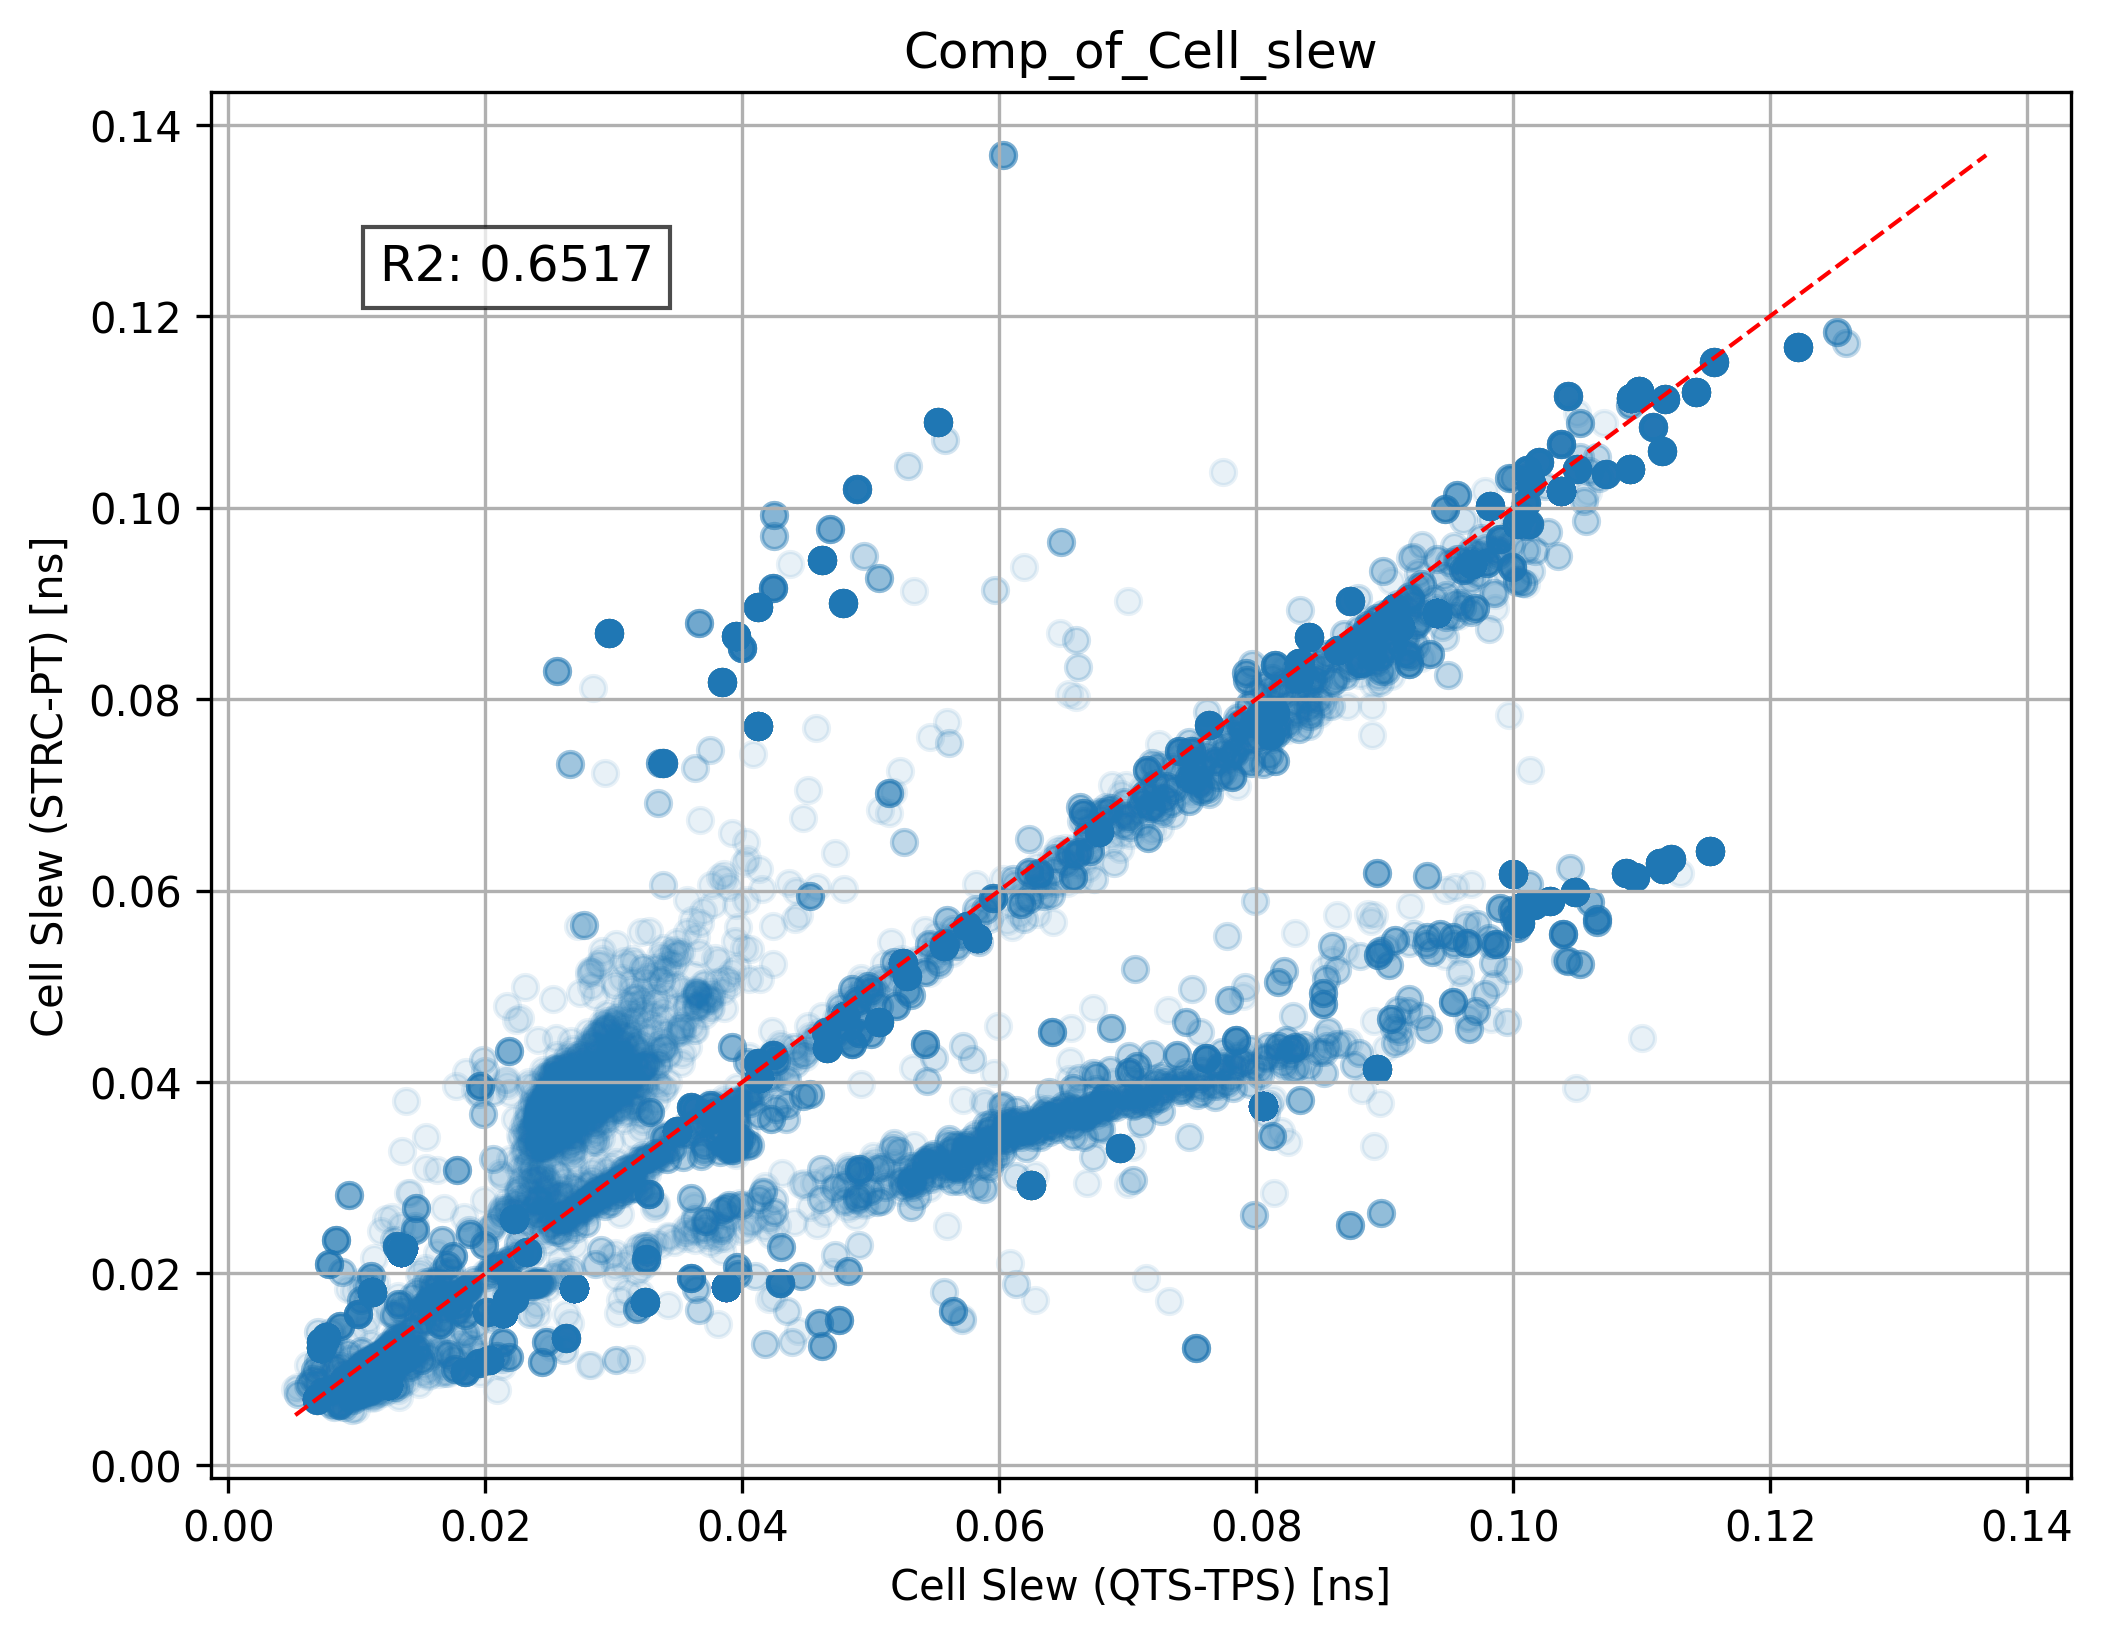 Comp_of_Cell_slew
R2: 0.6517
Cell Slew (STRC-PT) [ns]
0.14
0.12
0.10
0.08
0.06
0.04
0.02
0.00
0.00 0.02 0.04 0.06 0.08 0.10 0.12 0.14
Cell Slew (QTS-TPS) [ns]